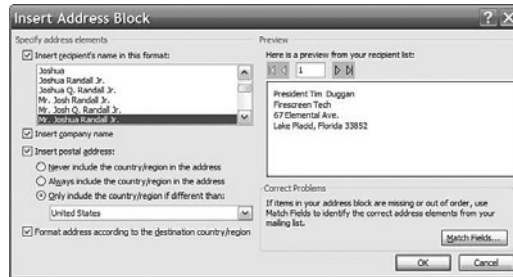 Insert Address Block
Specify address elements
Insert recipient's name in this format:
Joshua
Joshua Randall Jr.
Joshua Q. Randall Jr.
Mr. Josh Randall Jr.
Mr. Josh Q. Randall Jr.
Mr. Joshua Randall Jr.
Insert company name
Insert postal address:
Never include the country/region in the address
Always include the country/region in the address
Only include the country/region if different than:
United States
Format address according to the destination country/region
Preview
Here is a preview from your recipient list:
1
President Tim Duggan
Firescreen Tech
67 Elemental Ave.
Lake Placid, Florida 33852
Correct Problems
If items in your address block are missing or out of order, use
Match Fields to identify the correct address elements from your
mailing list.
Match Fields...
OK
Cancel